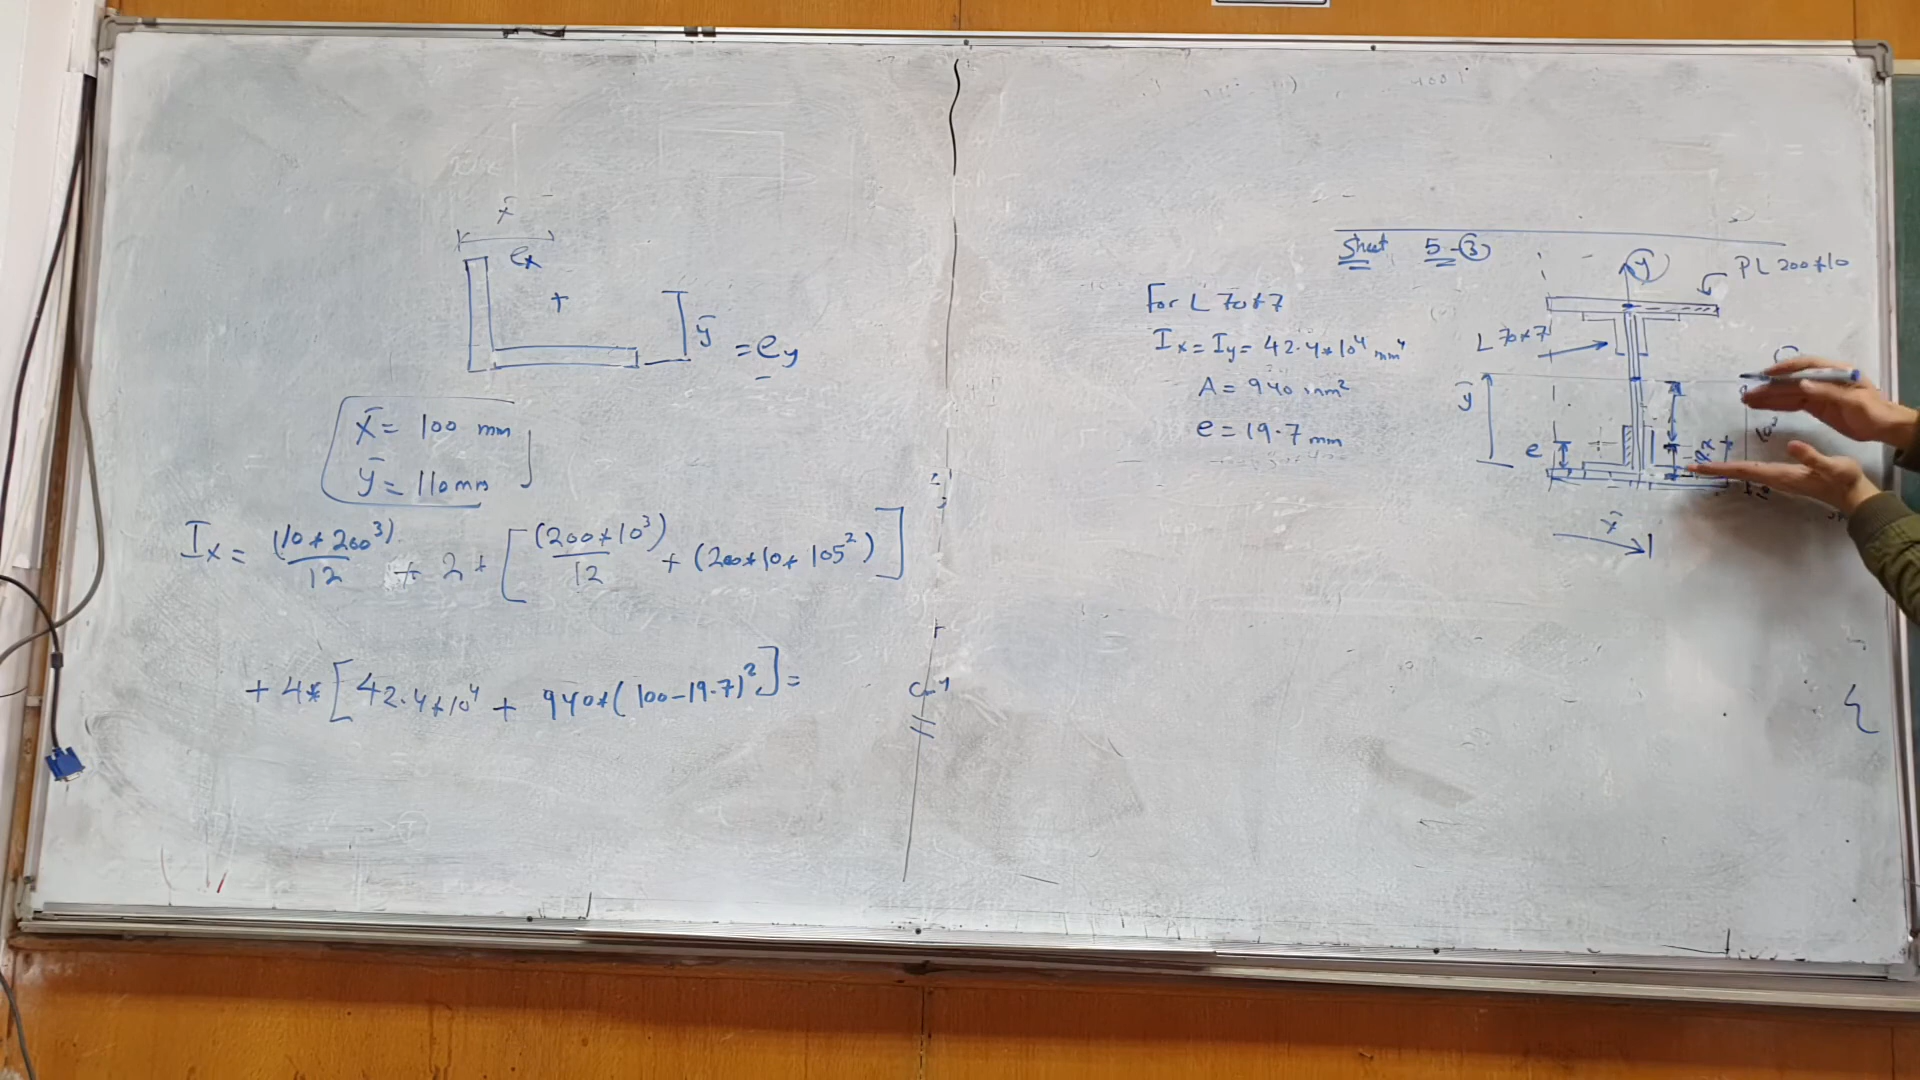 x̄
ex
ȳ = ey
x̄ = 100 mm
ȳ = 110 mm
Ix = (10*200³)/12 + 2*[(200*10³)/12 + (200*10*105²)]
+ 4*[42.4*10⁴ + 940*(100-19.7)²] =
Sheet 5-③
For L 70*7
Ix = Iy = 42.4*10⁴ mm⁴
A = 940 mm²
e = 19.7 mm
y
PL 200*10
L 70*7
ȳ
e
x̄